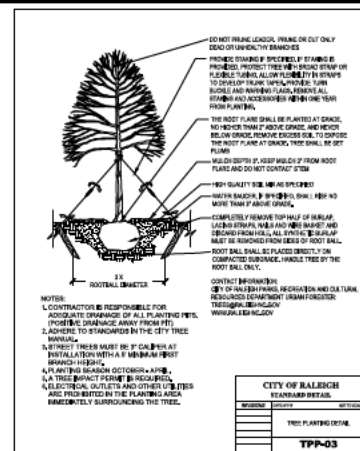 DO NOT PRUNE LEADER. PRUNE OR CUT ONLY
DEAD OR UNHEALTHY BRANCHES
PROVIDE STAKING IF SPECIFIED. IF STAKING IS
PROVIDED, PROTECT TREE WITH BROAD STRAP OR
FLEXIBLE TUBING. ALLOW FLEXIBILITY IN STRAPS
TO DEVELOP TRUNK TAPER. PROVIDE TURN
BUCKLE AND WARNING FLAGS. REMOVE ALL
STAKING AND ACCESSORIES WITHIN ONE YEAR
FROM PLANTING.
THE ROOT FLARE SHALL BE PLANTED AT GRADE,
NO HIGHER THAN 2" ABOVE GRADE, AND NEVER
BELOW GRADE. REMOVE EXCESS SOIL TO EXPOSE
THE ROOT FLARE AT GRADE. TREE SHALL BE SET
PLUMB
MULCH DEPTH 3". KEEP MULCH 3" FROM ROOT
FLARE AND DO NOT CONTACT STEM
HIGH QUALITY SOIL MIX AS SPECIFIED
WATER SAUCER, IF SPECIFIED, SHALL RISE NO
MORE THAN 3" ABOVE GRADE.
COMPLETELY REMOVE TOP HALF OF BURLAP,
LACING STRAPS, NAILS AND WIRE BASKET AND
DISCARD FROM HOLE. ALL SYNTHETIC BURLAP
MUST BE REMOVED FROM SIDES OF ROOT BALL.
ROOT BALL SHALL BE PLACED DIRECTLY ON
COMPACTED SUBGRADE. HANDLE TREE BY THE
ROOT BALL ONLY.
CONTACT INFORMATION:
CITY OF RALEIGH PARKS, RECREATION AND CULTURAL
RESOURCES DEPARTMENT URBAN FORESTER:
TREES@RALEIGHNC.GOV
WWW.RALEIGHNC.GOV
3 X
ROOTBALL DIAMETER
NOTES:
1. CONTRACTOR IS RESPONSIBLE FOR
ADEQUATE DRAINAGE OF ALL PLANTING PITS.
(POSITIVE DRAINAGE AWAY FROM PIT)
2. ADHERE TO STANDARDS IN THE CITY TREE
MANUAL.
3. STREET TREES MUST BE 3" CALIPER AT
INSTALLATION WITH A 5' MINIMUM FIRST
BRANCH HEIGHT.
4. PLANTING SEASON OCTOBER - APRIL.
5. A TREE IMPACT PERMIT IS REQUIRED.
6. ELECTRICAL OUTLETS AND OTHER UTILITIES
ARE PROHIBITED IN THE PLANTING AREA
IMMEDIATELY SURROUNDING THE TREE.
CITY OF RALEIGH
STANDARD DETAIL
REVISIONS
TREE PLANTING DETAIL
TPP-03